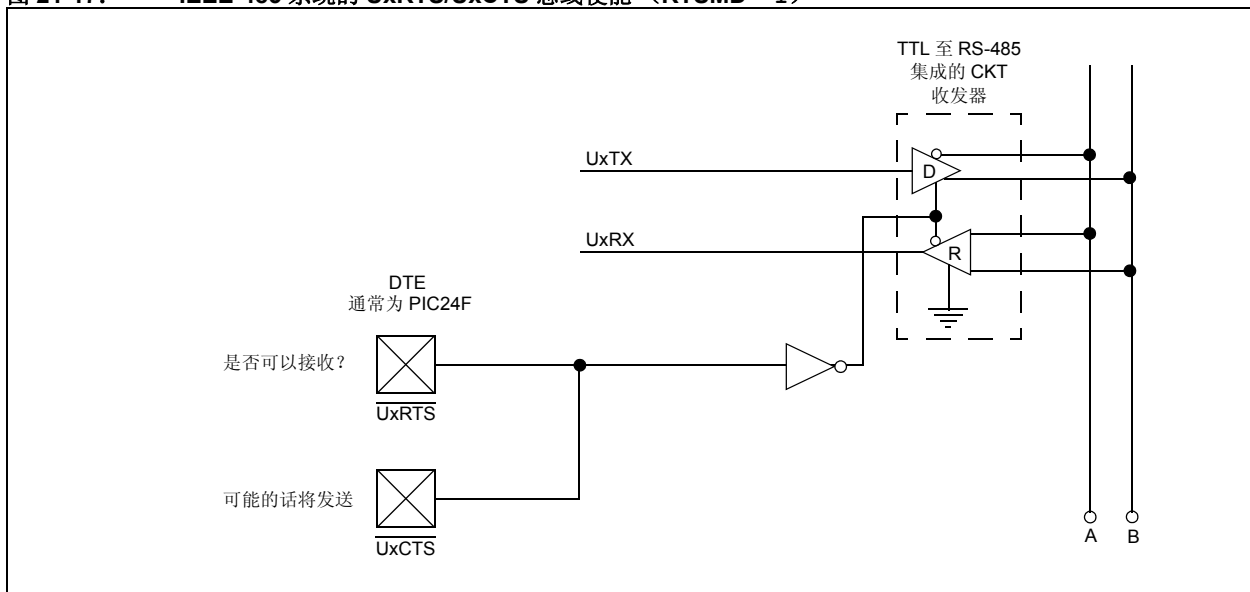 TTL 至 RS-485
集成的 CKT
收发器
UxTX
D
UxRX
R
DTE
通常为 PIC24F
是否可以接收？
UxRTS
可能的话将发送
UxCTS
A B